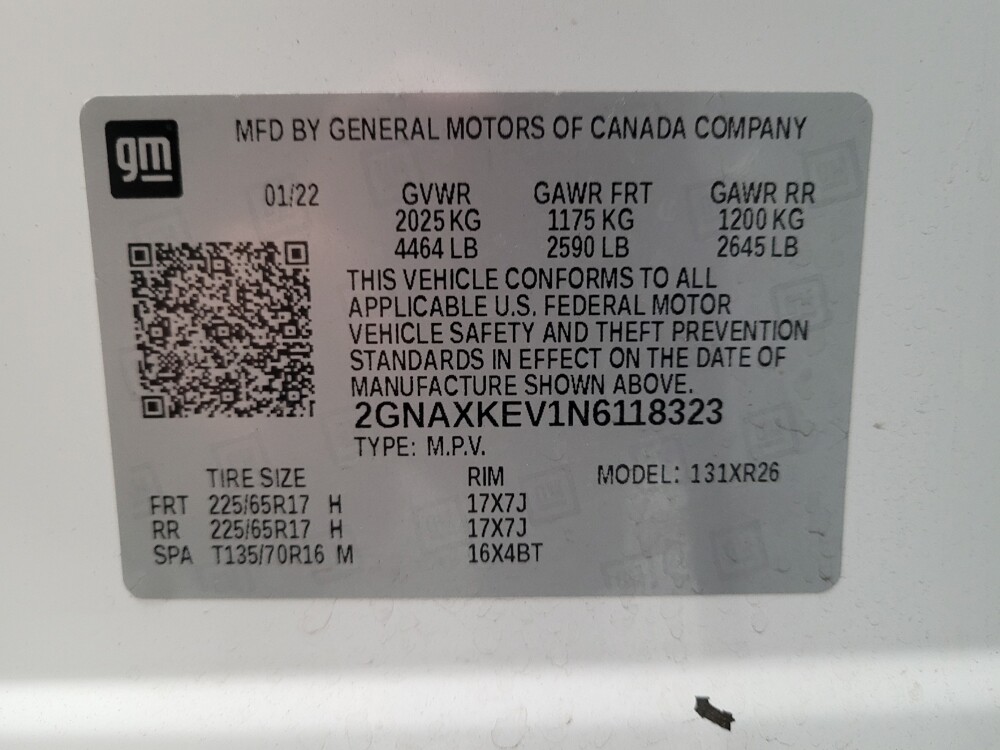 gm
MFD BY GENERAL MOTORS OF CANADA COMPANY
01/22 GVWR GAWR FRT GAWR RR
2025 KG 1175 KG 1200 KG
4464 LB 2590 LB 2645 LB
THIS VEHICLE CONFORMS TO ALL
APPLICABLE U.S. FEDERAL MOTOR
VEHICLE SAFETY AND THEFT PREVENTION
STANDARDS IN EFFECT ON THE DATE OF
MANUFACTURE SHOWN ABOVE.
2GNAXKEV1N6118323
TYPE: M.P.V.
TIRE SIZE RIM MODEL: 131XR26
FRT 225/65R17 H 17X7J
RR 225/65R17 H 17X7J
SPA T135/70R16 M 16X4BT